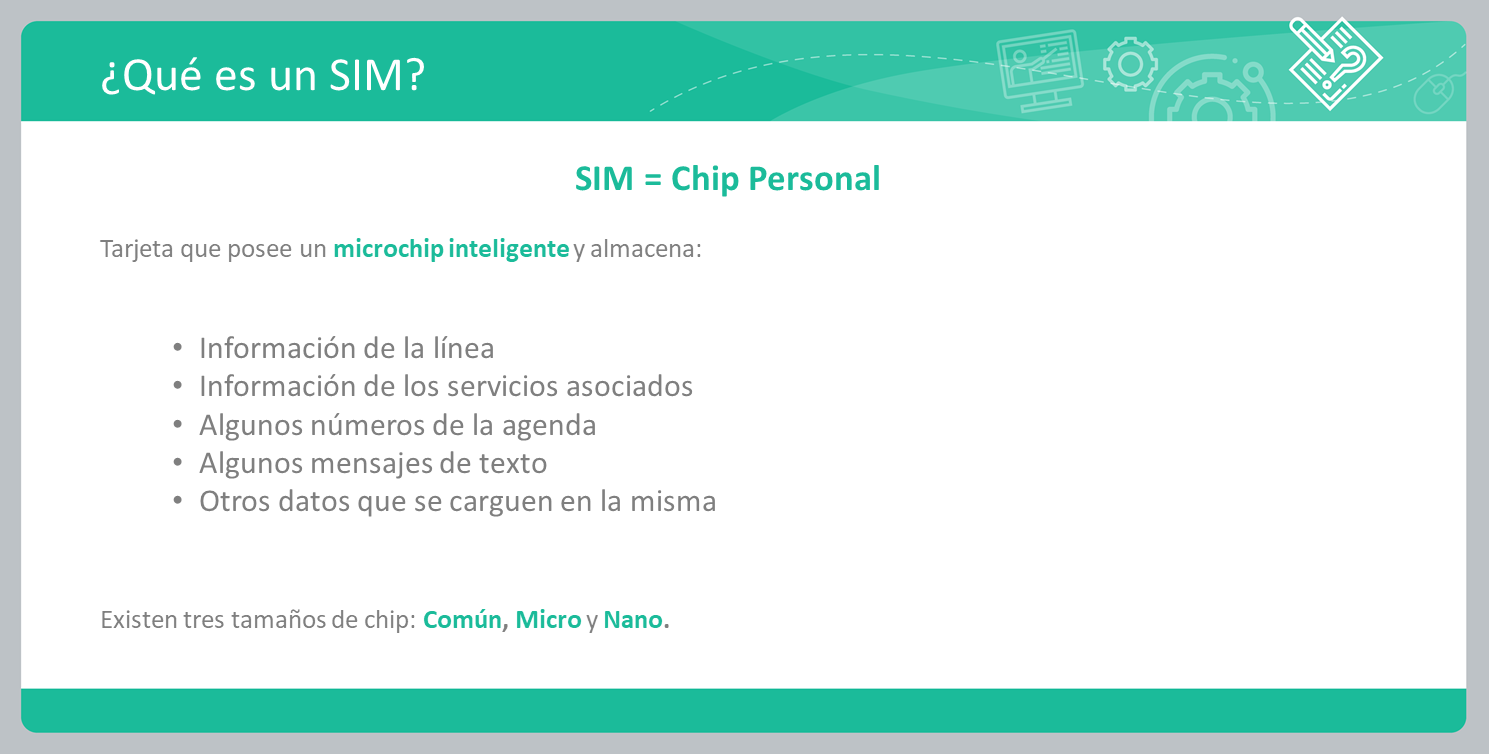 ¿Qué es un SIM?
SIM = Chip Personal
Tarjeta que posee un microchip inteligente y almacena:
• Información de la línea
• Información de los servicios asociados
• Algunos números de la agenda
• Algunos mensajes de texto
• Otros datos que se carguen en la misma
Existen tres tamaños de chip: Común, Micro y Nano.